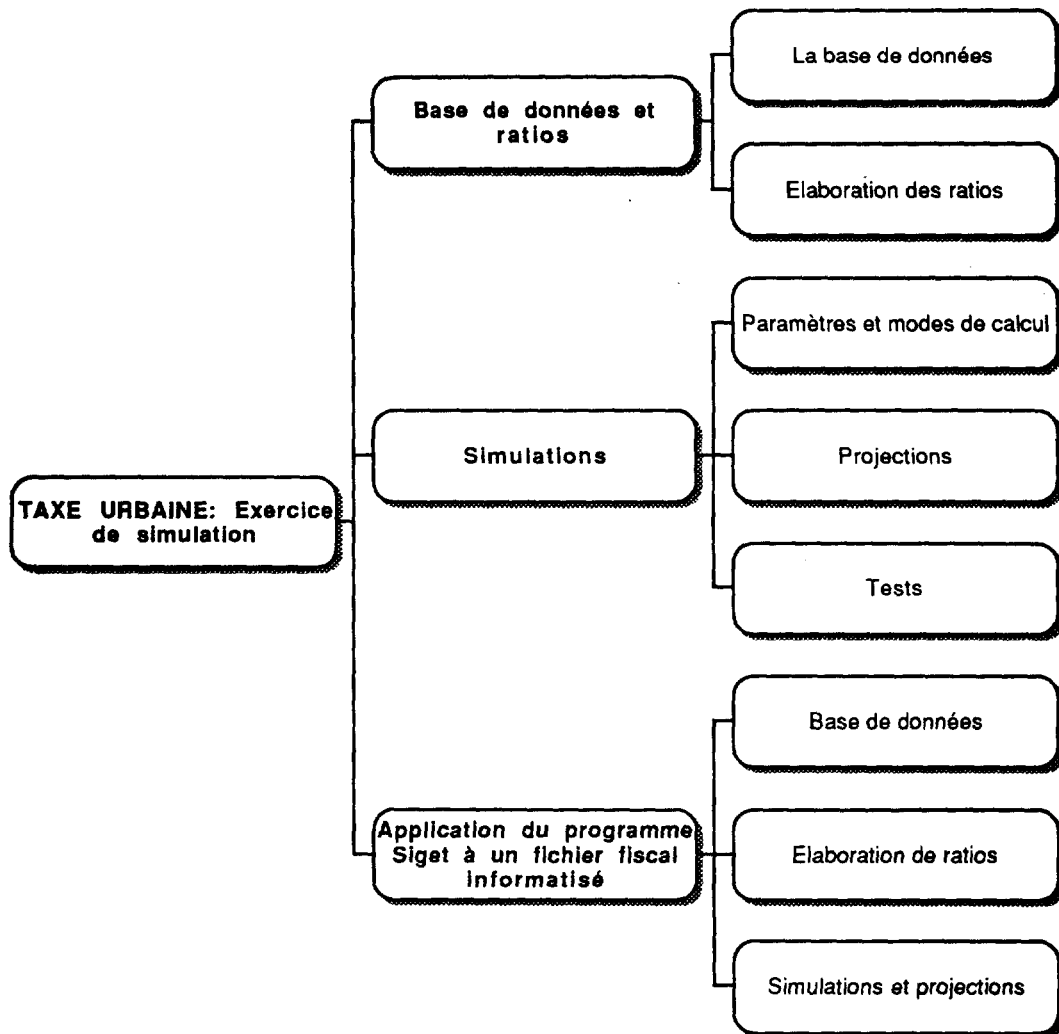 TAXE URBAINE: Exercice
de simulation
Base de données et
ratios
La base de données
Elaboration des ratios
Simulations
Paramètres et modes de calcul
Projections
Tests
Application du programme
Siget à un fichier fiscal
informatisé
Base de données
Elaboration de ratios
Simulations et projections